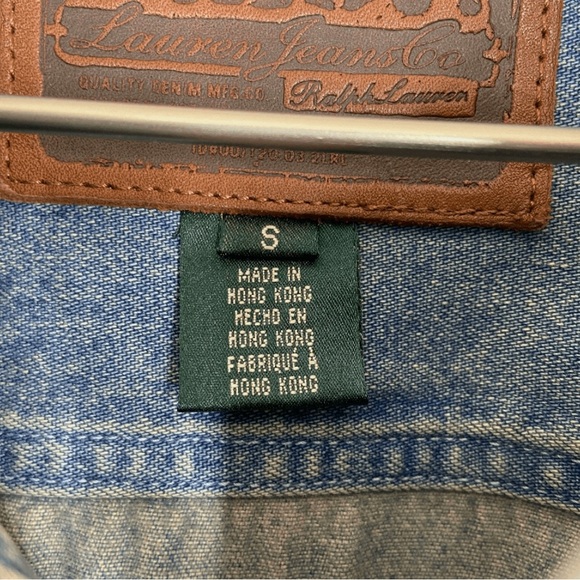 Lauren Jeans Co
QUALITY DENIM MFG. CO.
Ralph Lauren
S
MADE IN
HONG KONG
HECHO EN
HONG KONG
FABRIQUÉ À
HONG KONG